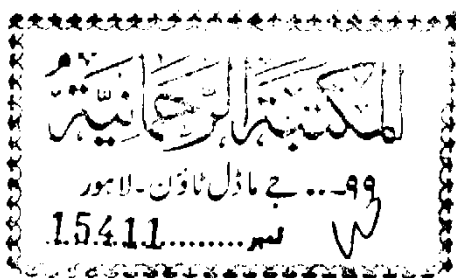 المكتبة الرحمانية
۹۹... جے ماڈل ٹاؤن - لاہور
نمبر.........15411